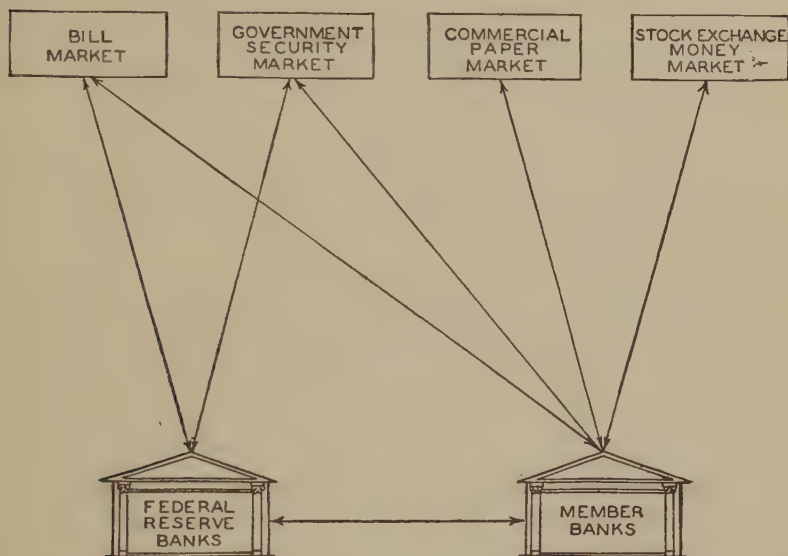 BILL
MARKET
GOVERNMENT
SECURITY
MARKET
COMMERCIAL
PAPER
MARKET
STOCK EXCHANGE
MONEY
MARKET
FEDERAL
RESERVE
BANKS
MEMBER
BANKS